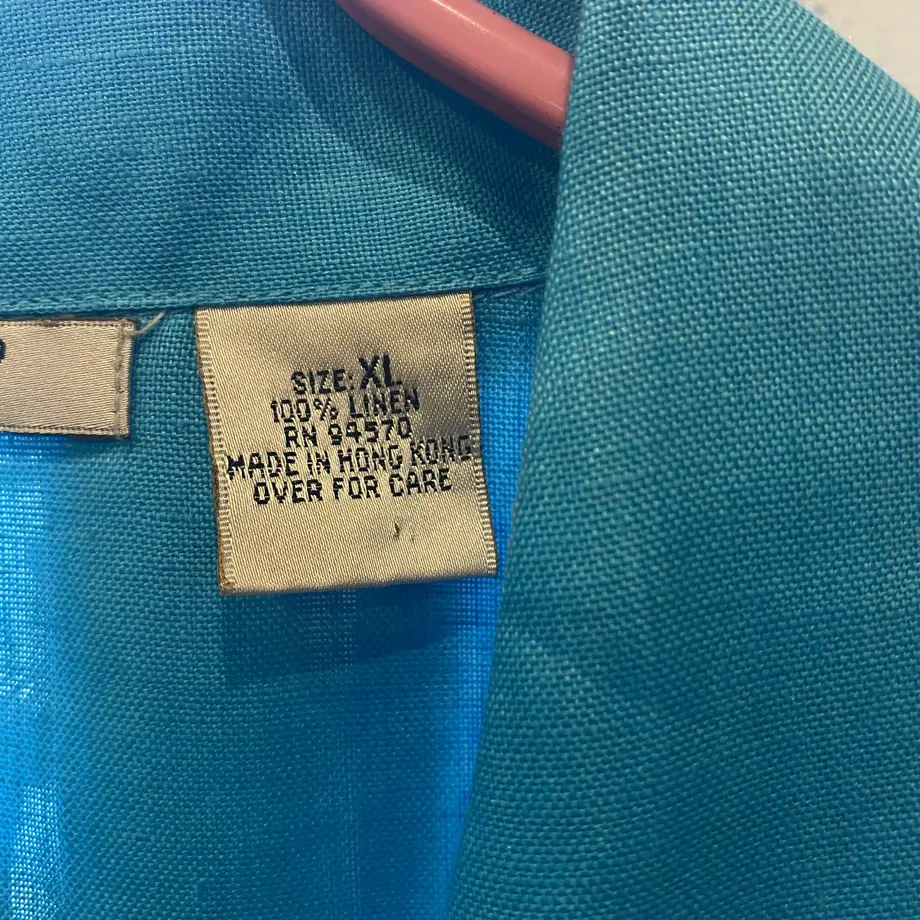 SIZE: XL
100% LINEN
RN 94570
MADE IN HONG KONG
OVER FOR CARE